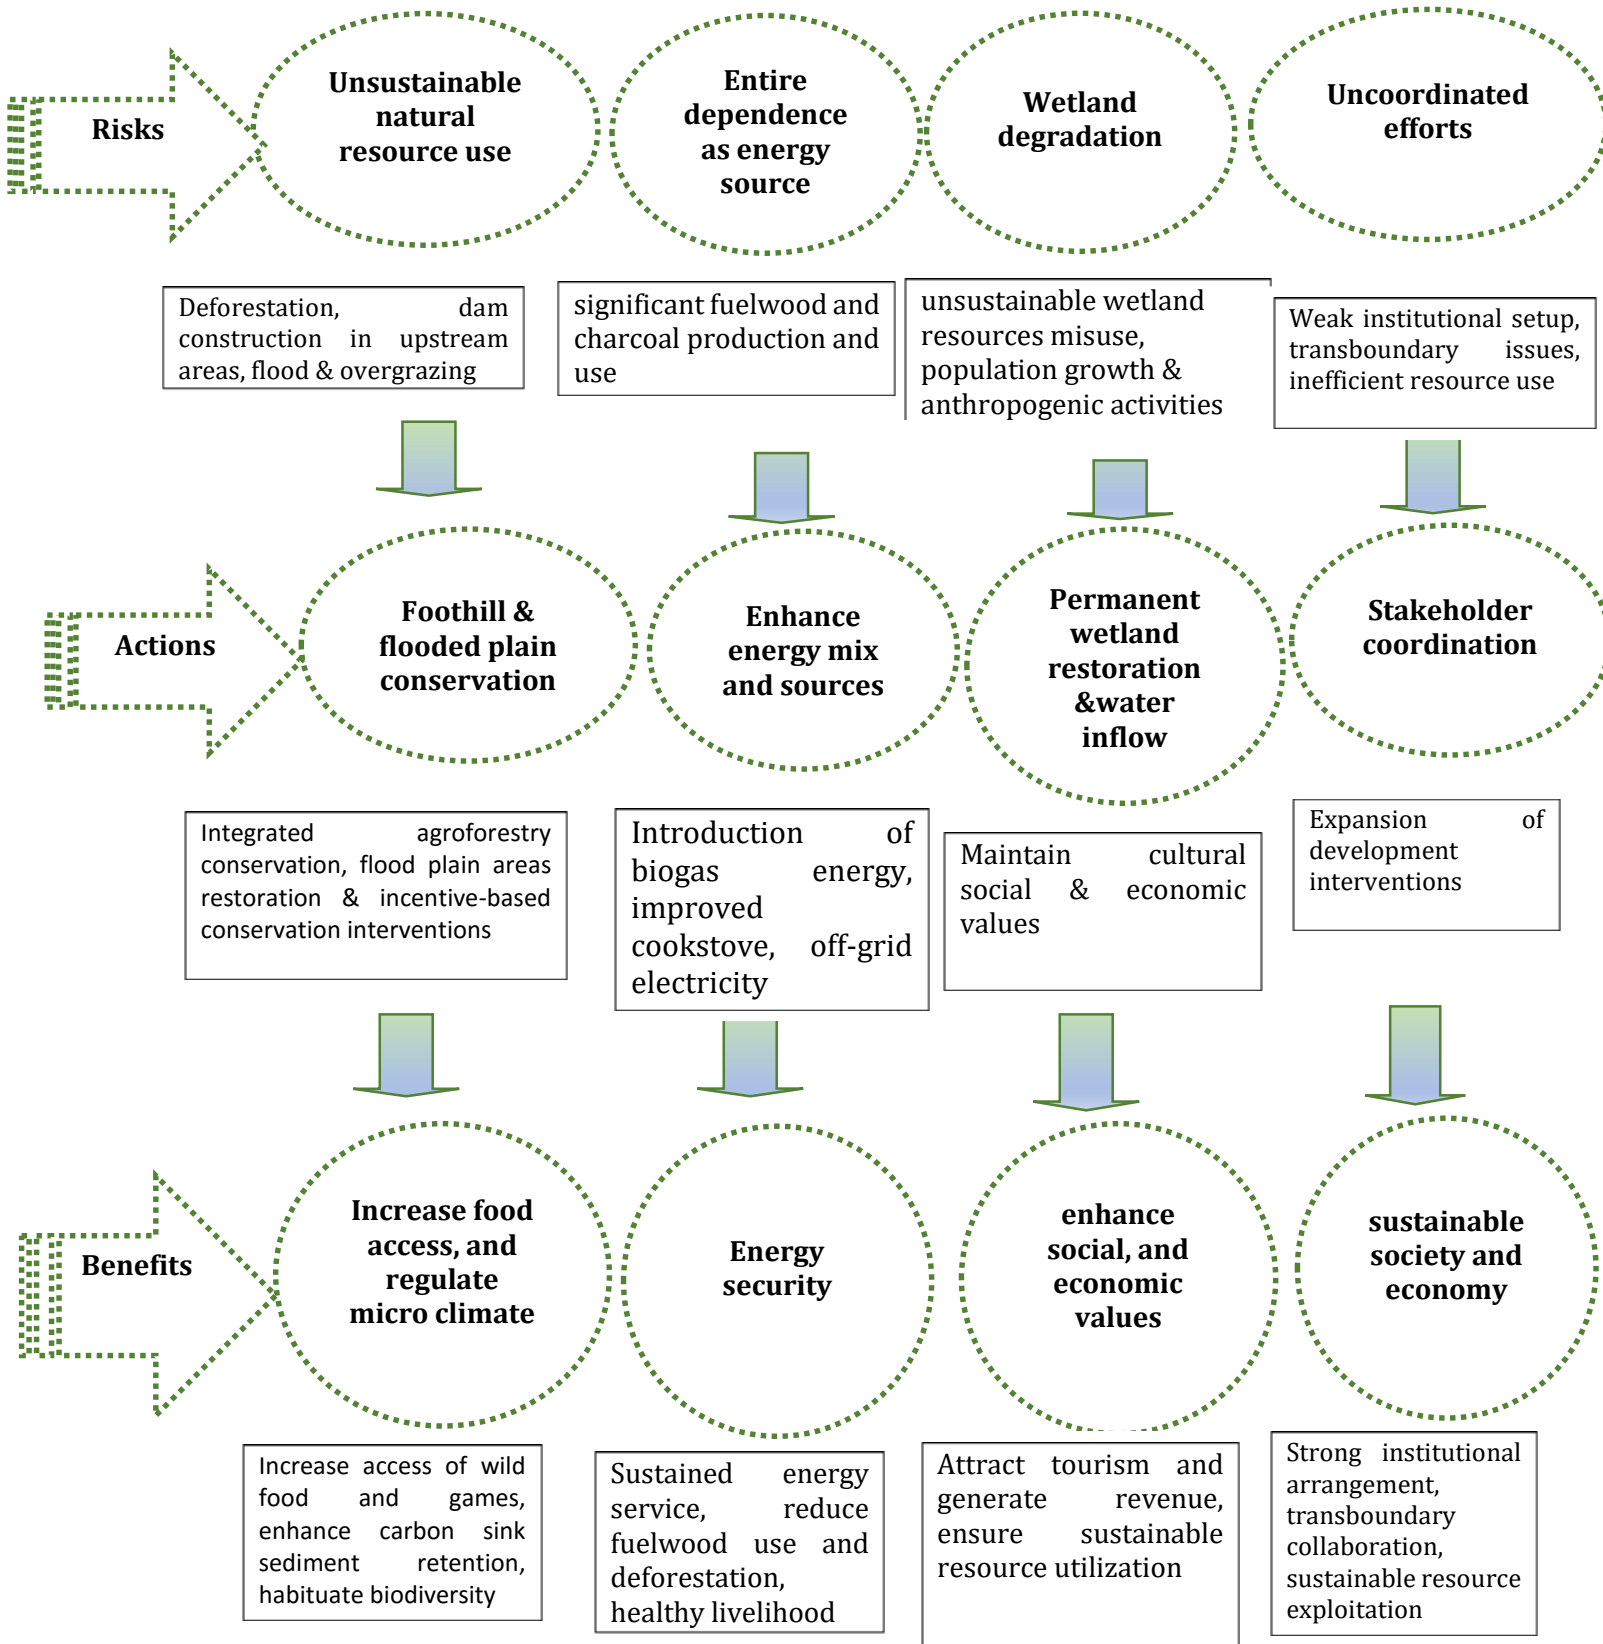 Risks
Unsustainable
natural
resource use
Entire
dependence
as energy
source
Wetland
degradation
Uncoordinated
efforts
Deforestation, dam
construction in upstream
areas, flood & overgrazing
significant fuelwood and
charcoal production and
use
unsustainable wetland
resources misuse,
population growth &
anthropogenic activities
Weak institutional setup,
transboundary issues,
inefficient resource use
Actions
Foothill &
flooded plain
conservation
Enhance
energy mix
and sources
Permanent
wetland
restoration
&water
inflow
Stakeholder
coordination
Integrated agroforestry
conservation, flood plain areas
restoration & incentive-based
conservation interventions
Introduction of
biogas energy,
improved
cookstove, off-grid
electricity
Maintain cultural
social & economic
values
Expansion of
development
interventions
Benefits
Increase food
access, and
regulate
micro climate
Energy
security
enhance
social, and
economic
values
sustainable
society and
economy
Increase access of wild
food and games,
enhance carbon sink
sediment retention,
habituate biodiversity
Sustained energy
service, reduce
fuelwood use and
deforestation,
healthy livelihood
Attract tourism and
generate revenue,
ensure sustainable
resource utilization
Strong institutional
arrangement,
transboundary
collaboration,
sustainable resource
exploitation